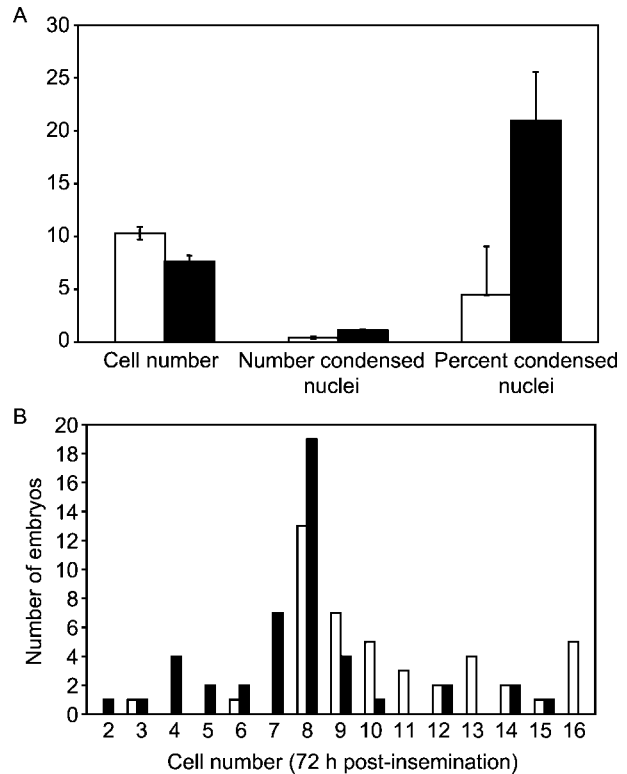 A
30
25
20
15
10
5
0
Cell number
Number condensed
nuclei
Percent condensed
nuclei
B
Number of embryos
20
18
16
14
12
10
8
6
4
2
0
2 3 4 5 6 7 8 9 10 11 12 13 14 15 16
Cell number (72 h post-insemination)